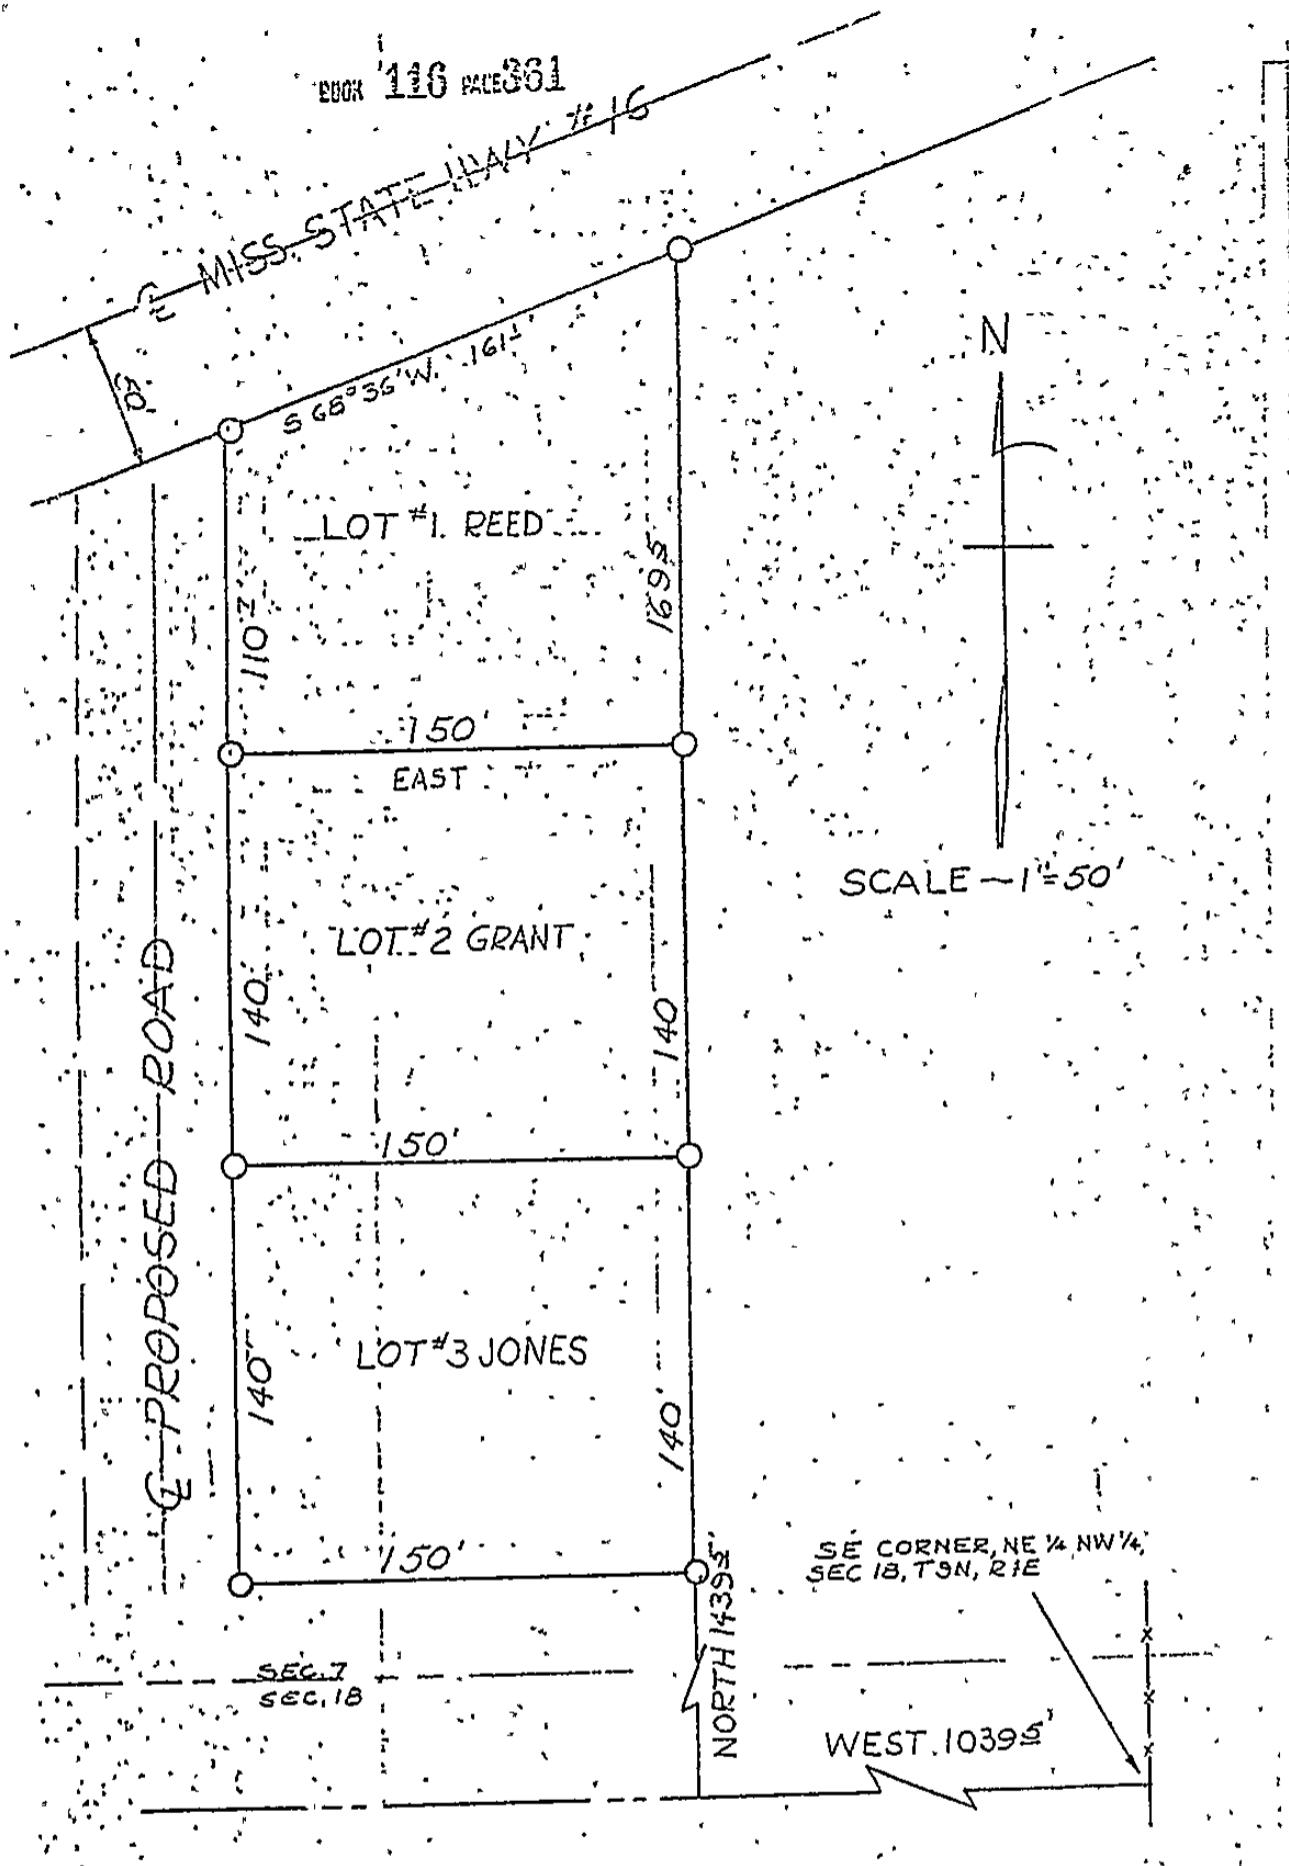 BOOK 116 PAGE 361
℄ MISS. STATE HWY # 16
50'
S 68°36' W. 161.1'
N
LOT #1. REED
110.2
169.5
150'
EAST
SCALE ~ 1"=50'
LOT #2 GRANT
140'
140'
℄ PROPOSED ROAD
150'
LOT #3 JONES
140'
140'
150'
SE CORNER, NE ¼ NW ¼,
SEC 18, T9N,
NORTH 1439.5'
SEC. 7
SEC. 18
WEST 1039.5'